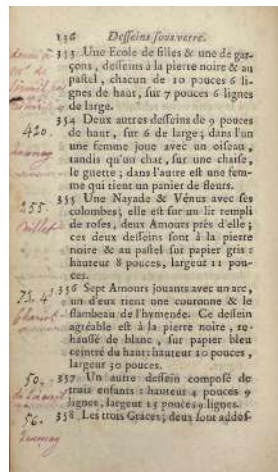 136 Desseins sous verre.
353 Une Ecole de filles & une de gar-
çons, desseins à la pierre noire & au
pastel, chacun de 10 pouces 6 li-
gnes de haut, sur 7 pouces 6 lignes
de large.
420.
354 Deux autres desseins de 9 pouces
de haut, sur 6 de large; dans l'un
une femme joue avec un oiseau,
tandis qu'un chat, sur une chaise,
le guette; dans l'autre est une fem-
me qui tient un panier de fleurs.
255
355 Une Nayade & Vénus avec ses
colombes; elle est sur un lit rempli
de roses, deux Amours près d'elle;
ces deux desseins sont à la pierre
noire & au pastel sur papier gris:
hauteur 8 pouces, largeur 11 pou-
ces.
356 Sept Amours jouants avec un arc,
un d'eux tient une couronne & le
flambeau de l'hymenée. Ce dessein
agréable est à la pierre noire, re-
haussé de blanc, sur papier bleu
ceintré du haut: hauteur 10 pouces,
largeur 30 pouces.
50.
357 Un autre dessein composé de
trois enfants: hauteur 4 pouces 9
lignes, largeur 13 pouces 9 lignes.
56.
358 Les trois Graces; deux sont addos-